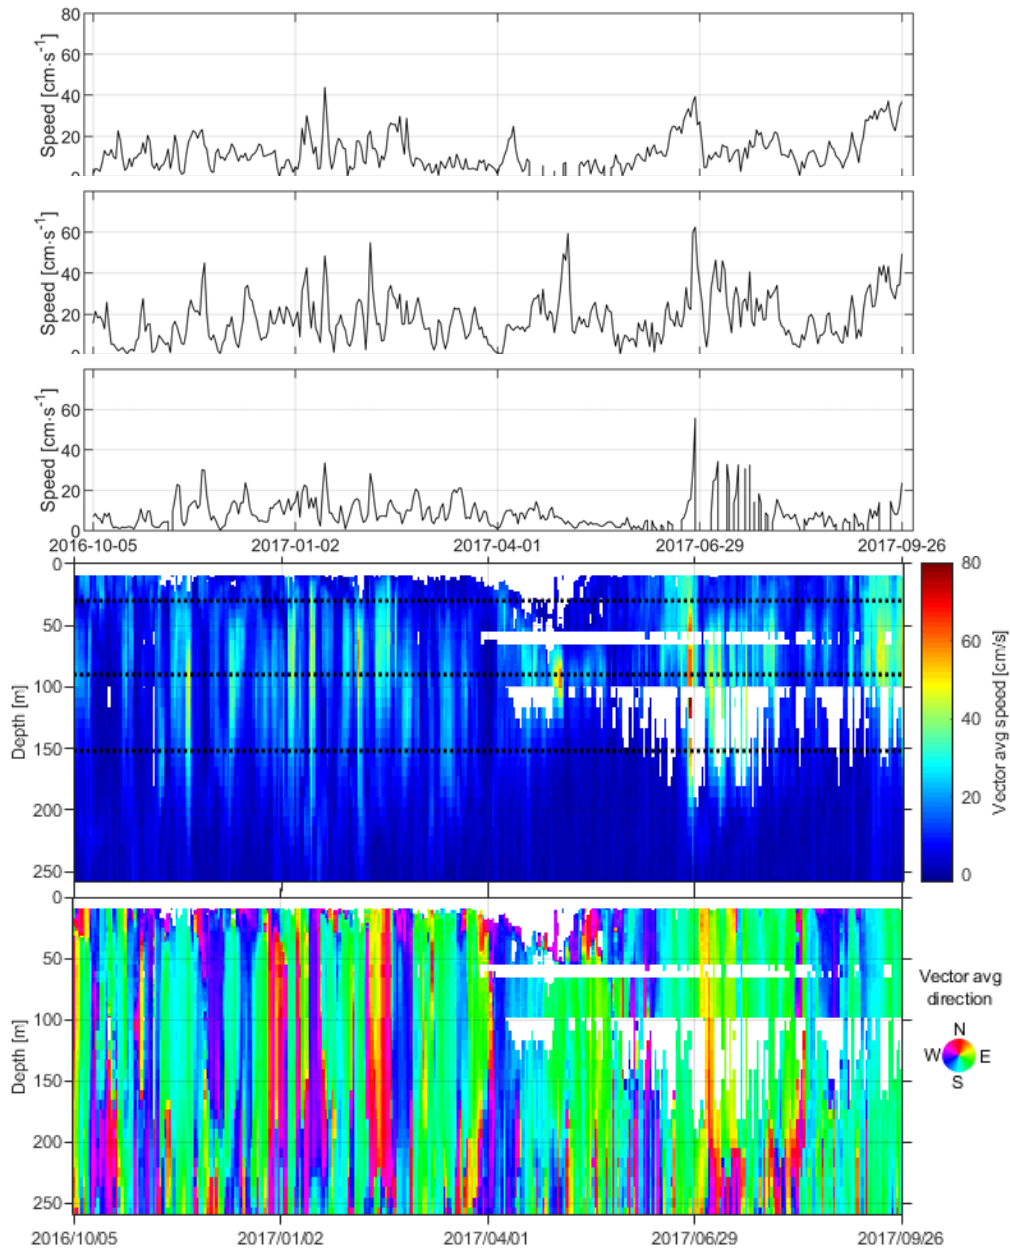 80
60
40
20
0
Speed [cm·s⁻¹]
60
40
20
0
Speed [cm·s⁻¹]
60
40
20
0
Speed [cm·s⁻¹]
2016-10-05 2017-01-02 2017-04-01 2017-06-29 2017-09-26
0
50
100
150
200
250
Depth [m]
80
60
40
20
0
Vector avg speed [cm/s]
0
50
100
150
200
250
Depth [m]
Vector avg
direction
N
W E
S
2016/10/05 2017/01/02 2017/04/01 2017/06/29 2017/09/26